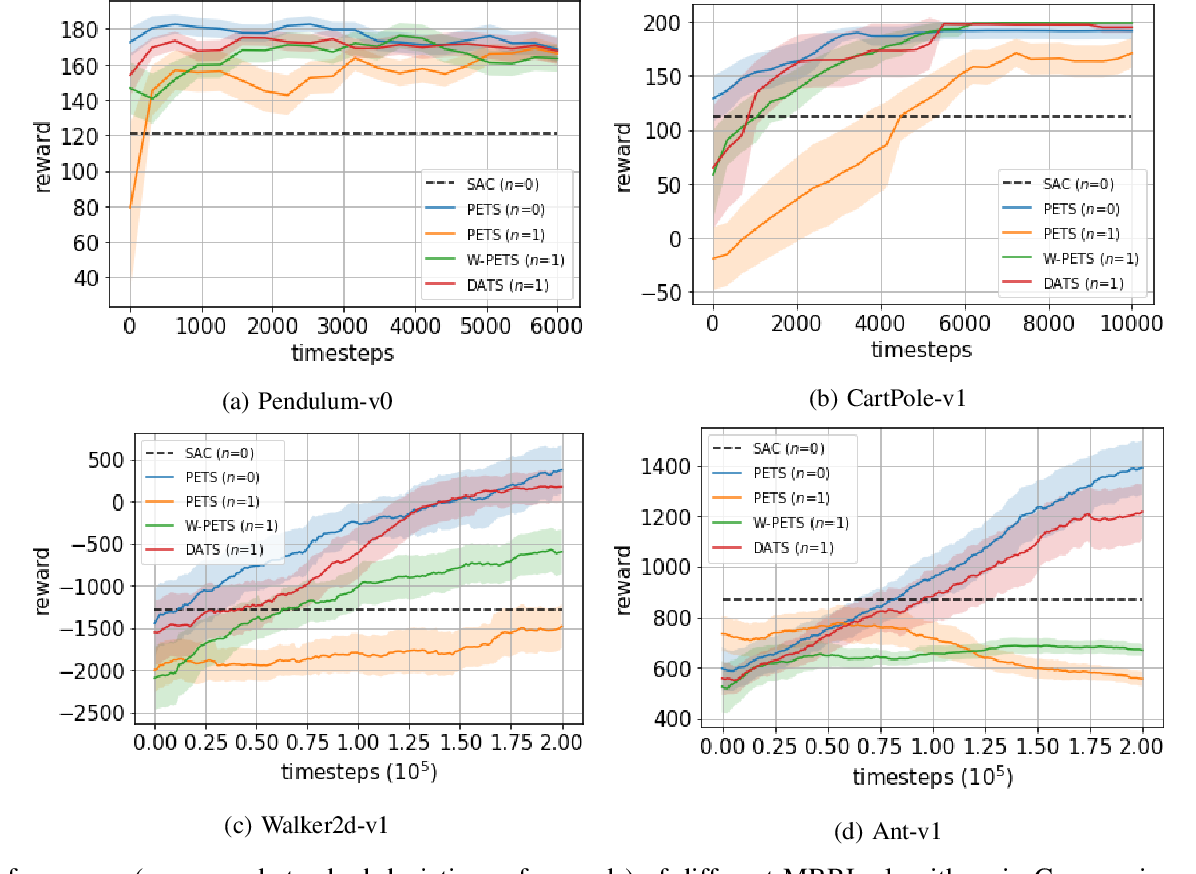 180
160
140
120
100
80
60
40
reward
SAC (n=0)
PETS (n=0)
PETS (n=1)
W-PETS (n=1)
DATS (n=1)
0 1000 2000 3000 4000 5000 6000
timesteps
(a) Pendulum-v0
200
150
100
50
0
−50
reward
SAC (n=0)
PETS (n=0)
PETS (n=1)
W-PETS (n=1)
DATS (n=1)
0 2000 4000 6000 8000 10000
timesteps
(b) CartPole-v1
500
0
−500
−1000
−1500
−2000
−2500
reward
SAC (n=0)
PETS (n=0)
PETS (n=1)
W-PETS (n=1)
DATS (n=1)
0.00 0.25 0.50 0.75 1.00 1.25 1.50 1.75 2.00
timesteps (10⁵)
(c) Walker2d-v1
1400
1200
1000
800
600
400
reward
SAC (n=0)
PETS (n=0)
PETS (n=1)
W-PETS (n=1)
DATS (n=1)
0.00 0.25 0.50 0.75 1.00 1.25 1.50 1.75 2.00
timesteps (10⁵)
(d) Ant-v1